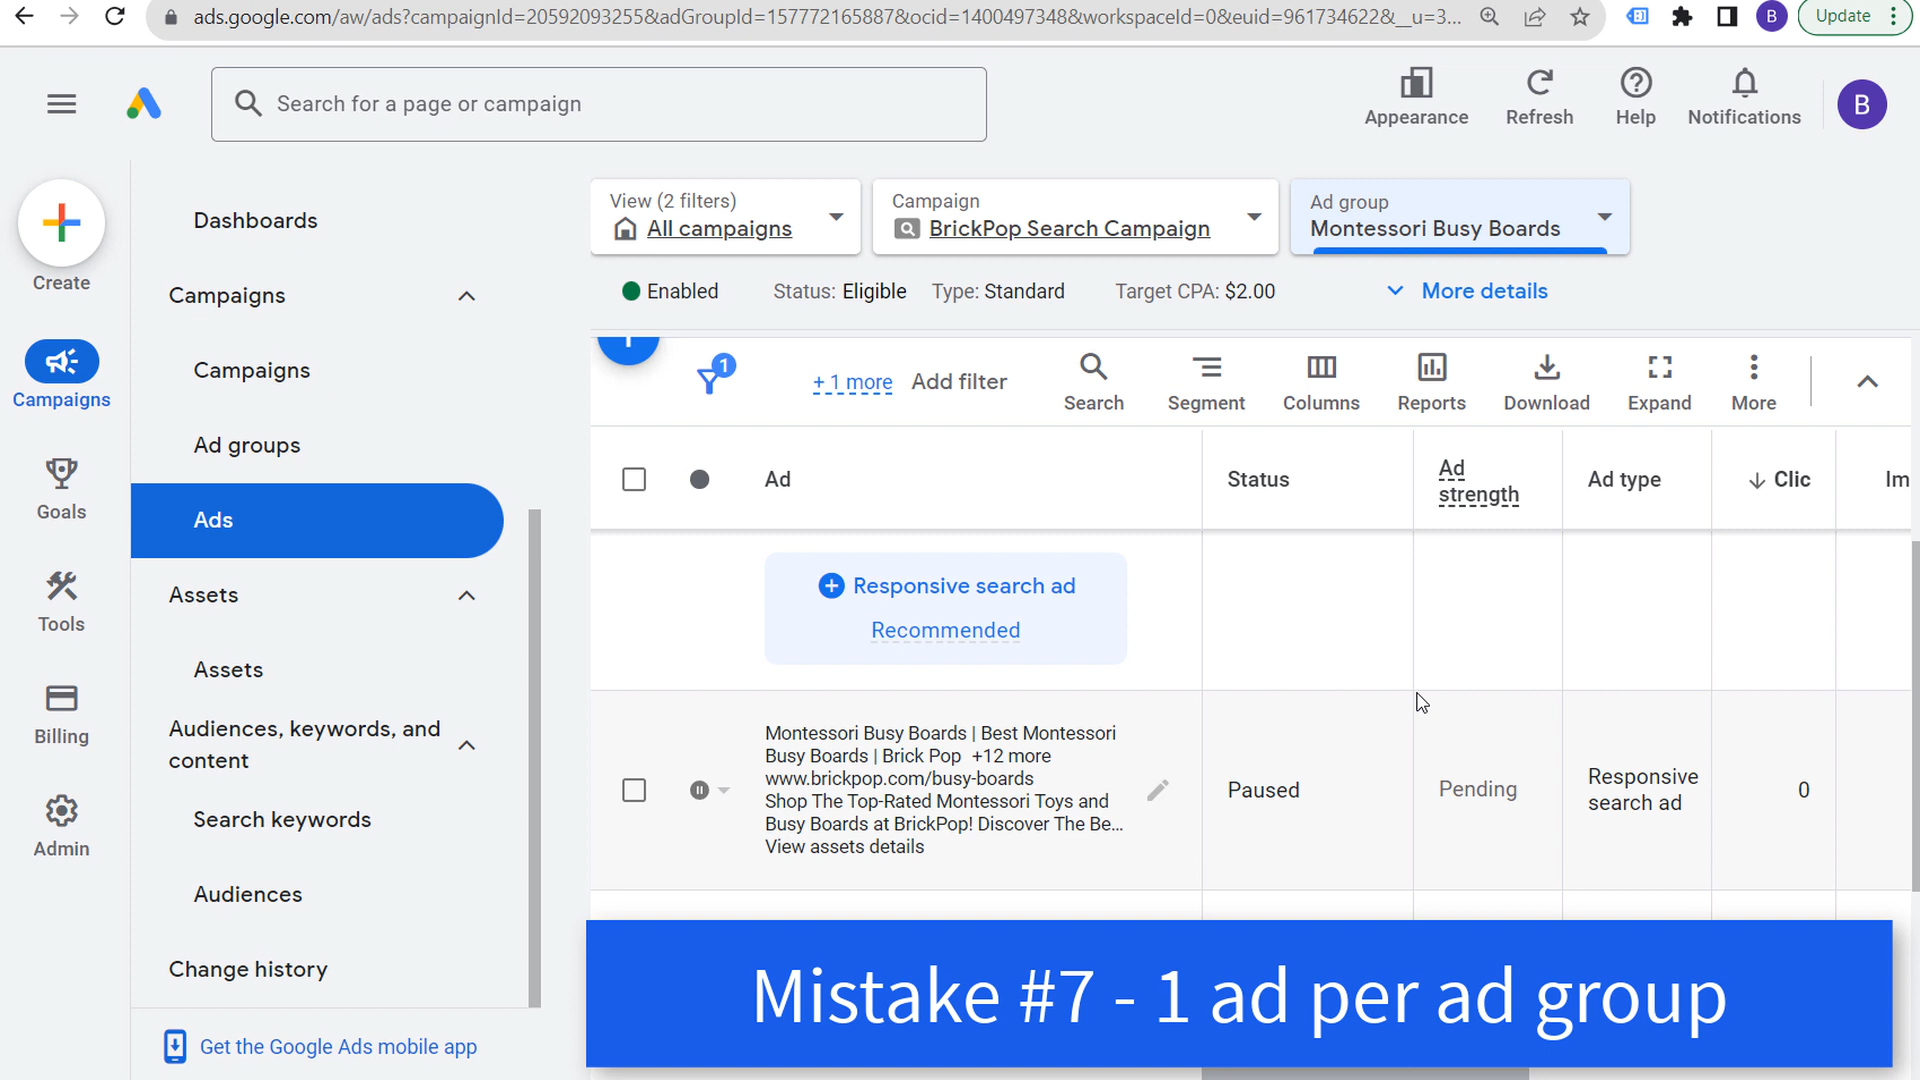 ads.google.com/aw/ads?campaignId=20592093255&adGroupId=157772165887&ocid=1400497348&workspaceId=0&euid=961734622&__u=3...
B
Update
Search for a page or campaign
Appearance
Refresh
Help
Notifications
B
Create
Campaigns
Goals
Tools
Billing
Admin
Dashboards
Campaigns
Campaigns
Ad groups
Ads
Assets
Assets
Audiences, keywords, and
content
Search keywords
Audiences
Change history
Get the Google Ads mobile app
View (2 filters)
All campaigns
Campaign
BrickPop Search Campaign
Ad group
Montessori Busy Boards
Enabled Status: Eligible Type: Standard Target CPA: $2.00 More details
1
+ 1 more Add filter
Search
Segment
Columns
Reports
Download
Expand
More
Ad
Status
Ad
strength
Ad type
Clic
Im
Responsive search ad
Recommended
Montessori Busy Boards | Best Montessori
Busy Boards | Brick Pop +12 more
www.brickpop.com/busy-boards
Shop The Top-Rated Montessori Toys and
Busy Boards at BrickPop! Discover The Be...
View assets details
Paused
Pending
Responsive
search ad
0
Mistake #7 - 1 ad per ad group